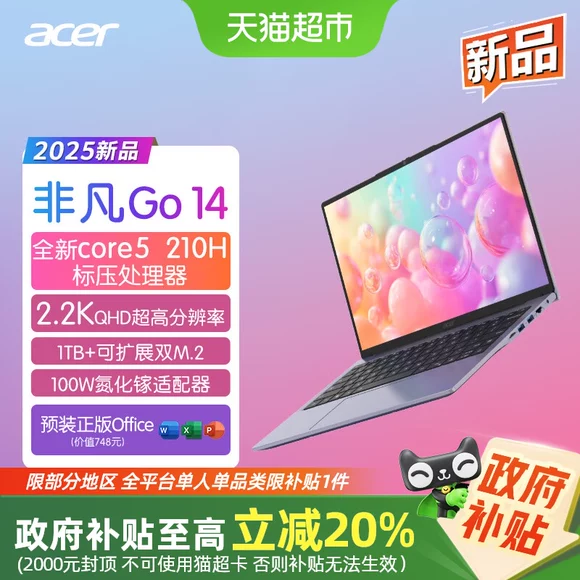 acer
天猫超市
新品
2025新品
非凡Go 14
全新core5 210H
标压处理器
2.2KQHD超高分辨率
1TB+可扩展双M.2
100W氮化镓适配器
预装正版Office
(价值748元)
W X P
限部分地区 全平台单人单品类限补贴1件
政府补贴至高 立减20%
(2000元封顶 不可使用猫超卡 否则补贴无法生效)
政府
补贴